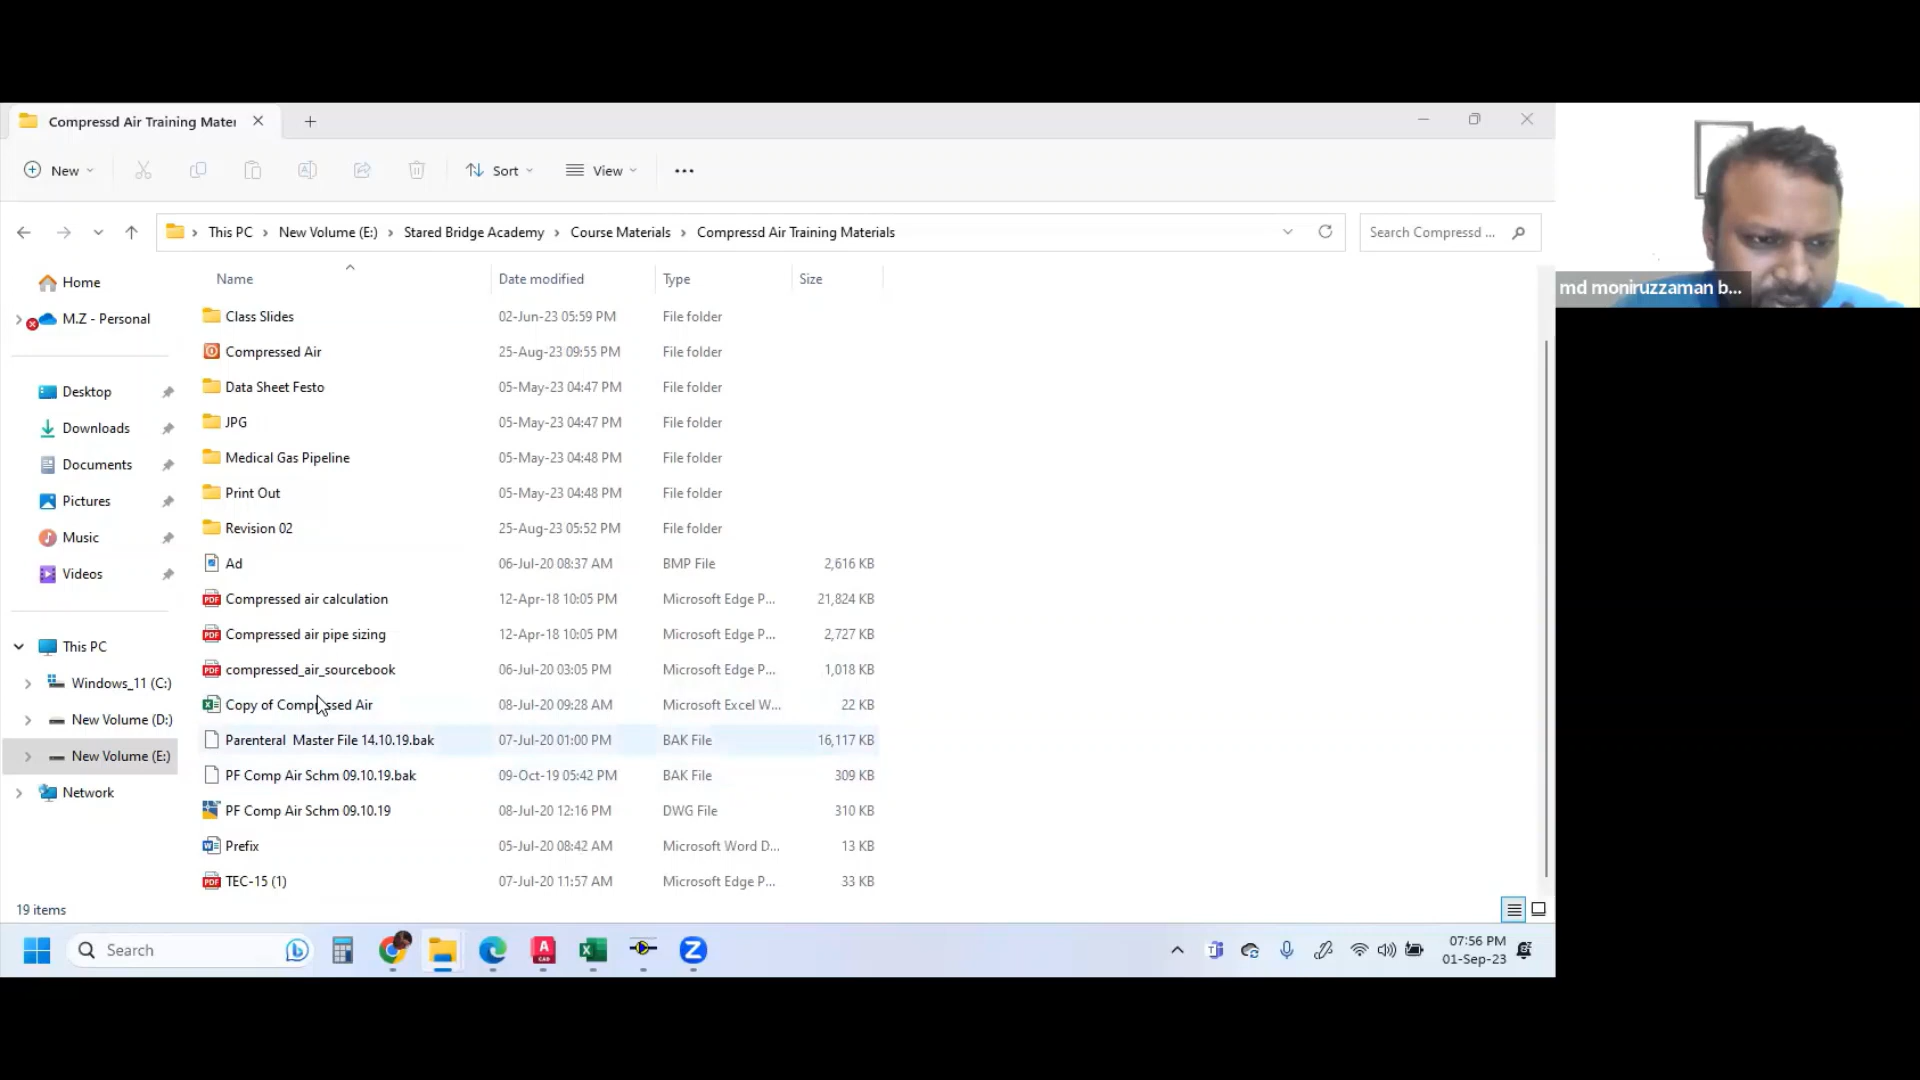 Compressd Air Training Mater
New
Sort
View
This PC > New Volume (E:) > Stared Bridge Academy > Course Materials > Compressd Air Training Materials
Search Compressd ...
md moniruzzaman b...
Name Date modified Type Size
Home
M.Z - Personal
Desktop
Downloads
Documents
Pictures
Music
Videos
This PC
Windows_11 (C:)
New Volume (D:)
New Volume (E:)
Network
Class Slides 02-Jun-23 05:59 PM File folder
Compressed Air 25-Aug-23 09:55 PM File folder
Data Sheet Festo 05-May-23 04:47 PM File folder
JPG 05-May-23 04:47 PM File folder
Medical Gas Pipeline 05-May-23 04:48 PM File folder
Print Out 05-May-23 04:48 PM File folder
Revision 02 25-Aug-23 05:52 PM File folder
Ad 06-Jul-20 08:37 AM BMP File 2,616 KB
Compressed air calculation 12-Apr-18 10:05 PM Microsoft Edge P... 21,824 KB
Compressed air pipe sizing 12-Apr-18 10:05 PM Microsoft Edge P... 2,727 KB
compressed_air_sourcebook 06-Jul-20 03:05 PM Microsoft Edge P... 1,018 KB
Copy of Compressed Air 08-Jul-20 09:28 AM Microsoft Excel W... 22 KB
Parenteral Master File 14.10.19.bak 07-Jul-20 01:00 PM BAK File 16,117 KB
PF Comp Air Schm 09.10.19.bak 09-Oct-19 05:42 PM BAK File 309 KB
PF Comp Air Schm 09.10.19 08-Jul-20 12:16 PM DWG File 310 KB
Prefix 05-Jul-20 08:42 AM Microsoft Word D... 13 KB
TEC-15 (1) 07-Jul-20 11:57 AM Microsoft Edge P... 33 KB
19 items
Search
07:56 PM
01-Sep-23